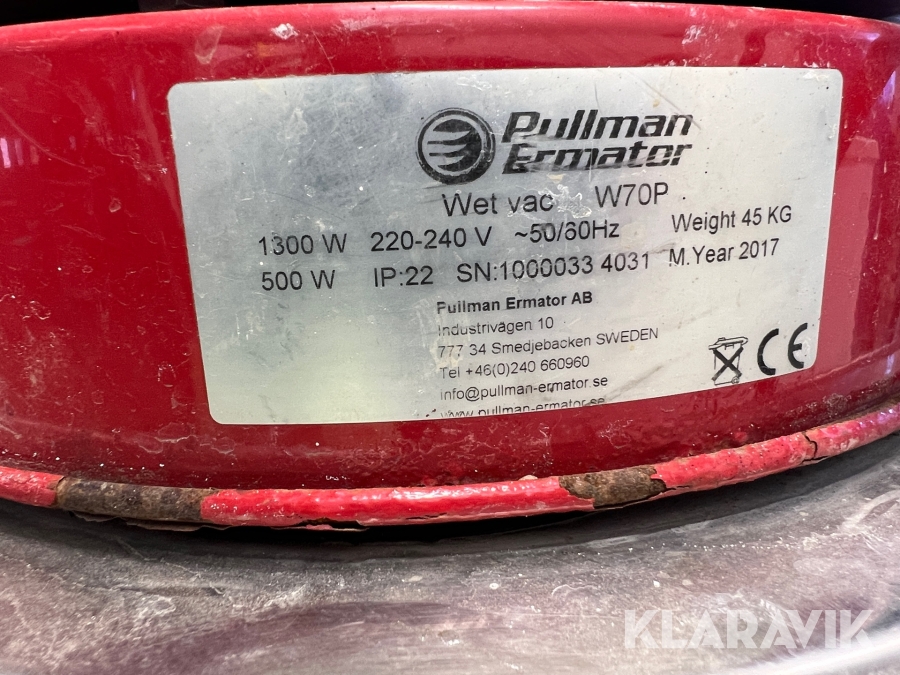 Pullman
Ermator
Wet vac W70P
1300 W 220-240 V ~50/60Hz Weight 45 KG
500 W IP:22 SN:1000033 4031 M.Year 2017
Pullman Ermator AB
Industrivägen 10
777 34 Smedjebacken SWEDEN
Tel +46(0)240 660960
info@pullman-ermator.se
www.pullman-ermator.se
CE
KLARAVIK